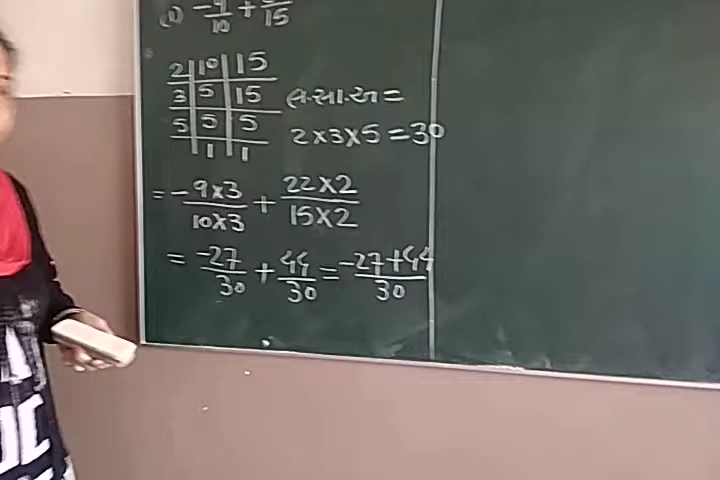 (i) -9/10 + 22/15
2 | 10 | 15
3 | 5 | 15
5 | 5 | 5
1 | 1
લ.સા.અ =
2×3×5=30
= -9×3/10×3 + 22×2/15×2
= -27/30 + 44/30 = -27+44/30